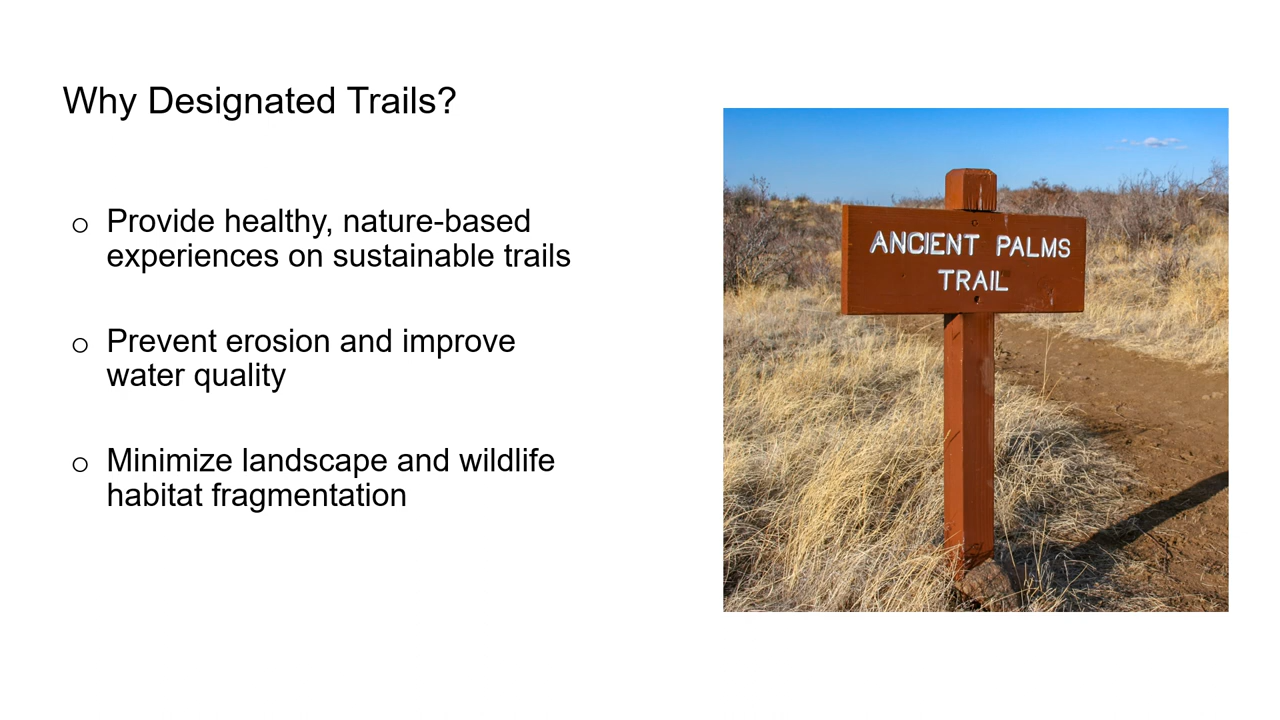 Why Designated Trails?
o Provide healthy, nature-based
experiences on sustainable trails
o Prevent erosion and improve
water quality
o Minimize landscape and wildlife
habitat fragmentation
ANCIENT PALMS
TRAIL